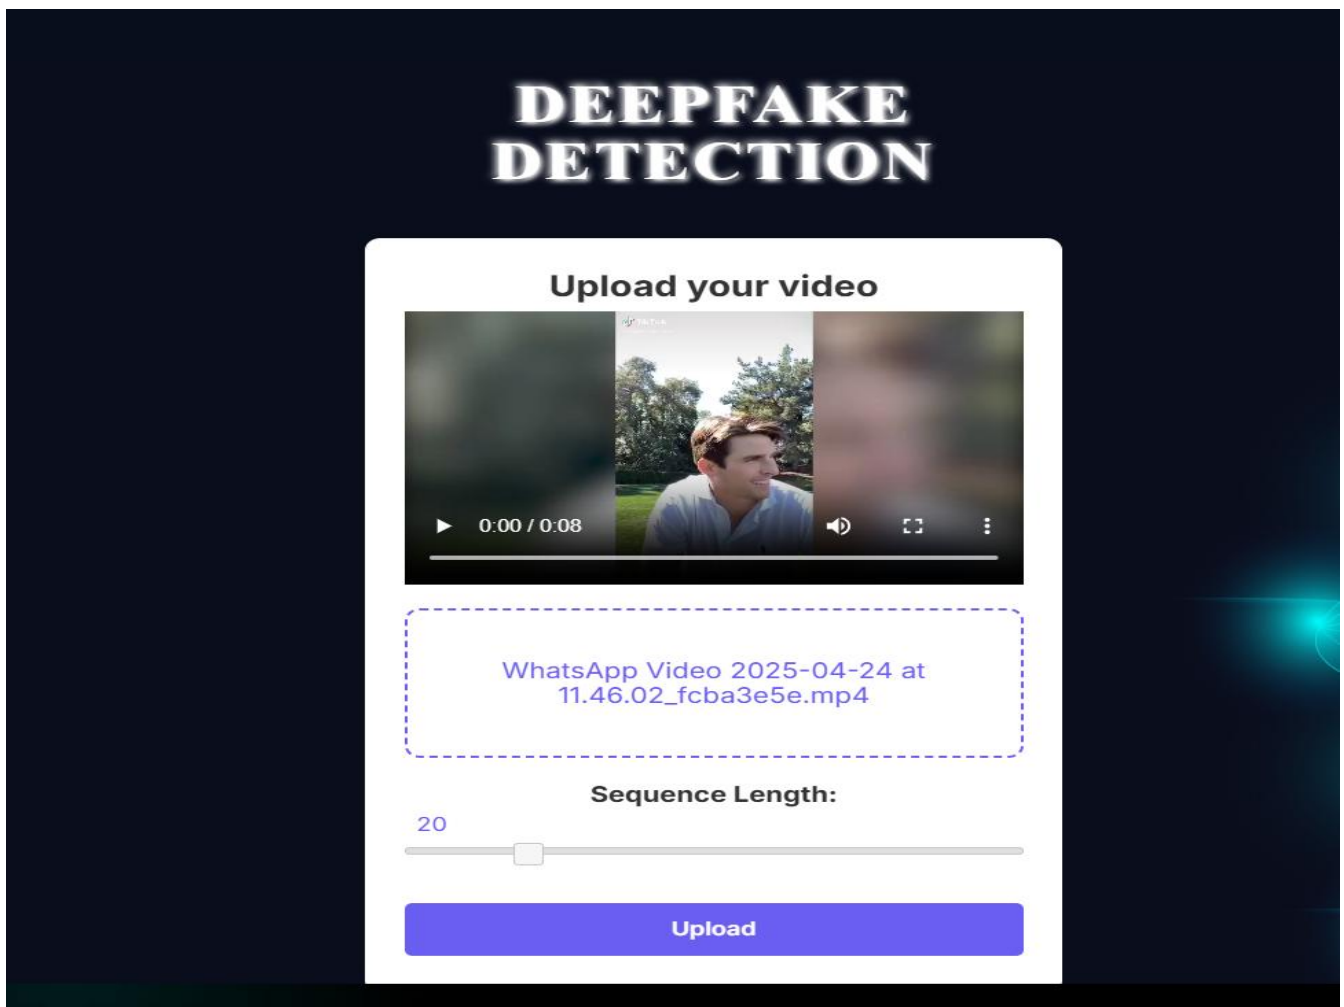 DEEPFAKE
DETECTION
Upload your video
TikTok
0:00 / 0:08
WhatsApp Video 2025-04-24 at
11.46.02_fcba3e5e.mp4
Sequence Length:
20
Upload